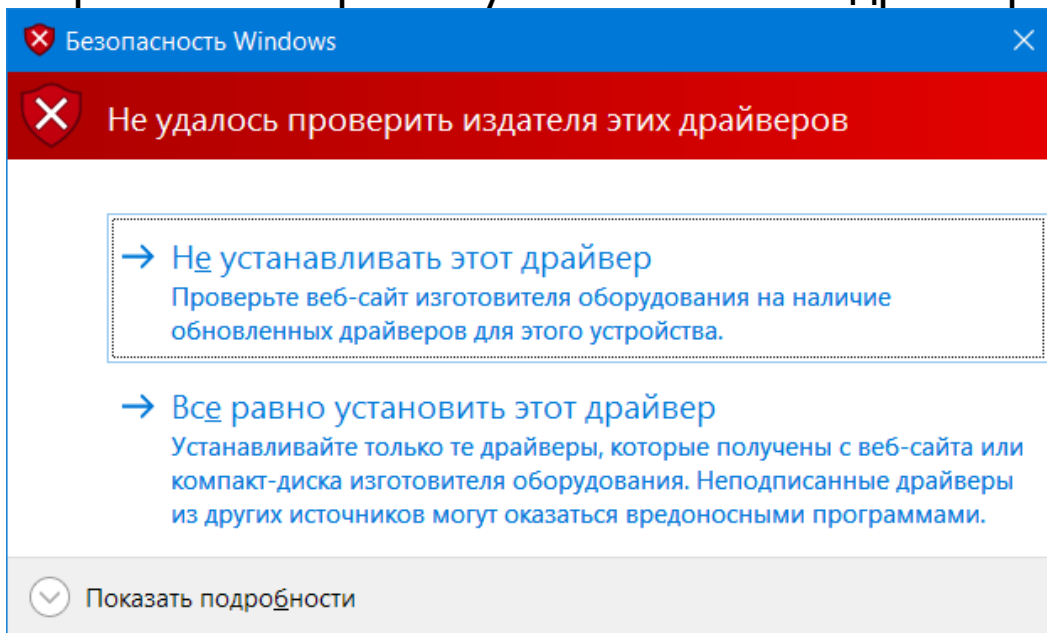 Безопасность Windows
Не удалось проверить издателя этих драйверов
Не устанавливать этот драйвер
Проверьте веб-сайт изготовителя оборудования на наличие
обновленных драйверов для этого устройства.
Все равно установить этот драйвер
Устанавливайте только те драйверы, которые получены с веб-сайта или
компакт-диска изготовителя оборудования. Неподписанные драйверы
из других источников могут оказаться вредоносными программами.
Показать подробности